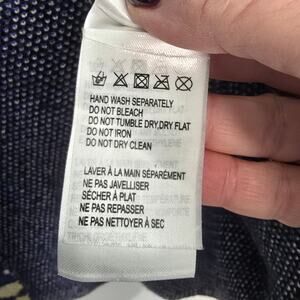 HAND WASH SEPARATELY
DO NOT BLEACH
DO NOT TUMBLE DRY,DRY FLAT
DO NOT IRON
DO NOT DRY CLEAN
LAVER À LA MAIN SÉPARÉMENT
NE PAS JAVELLISER
SÉCHER À PLAT
NE PAS REPASSER
NE PAS NETTOYER À SEC